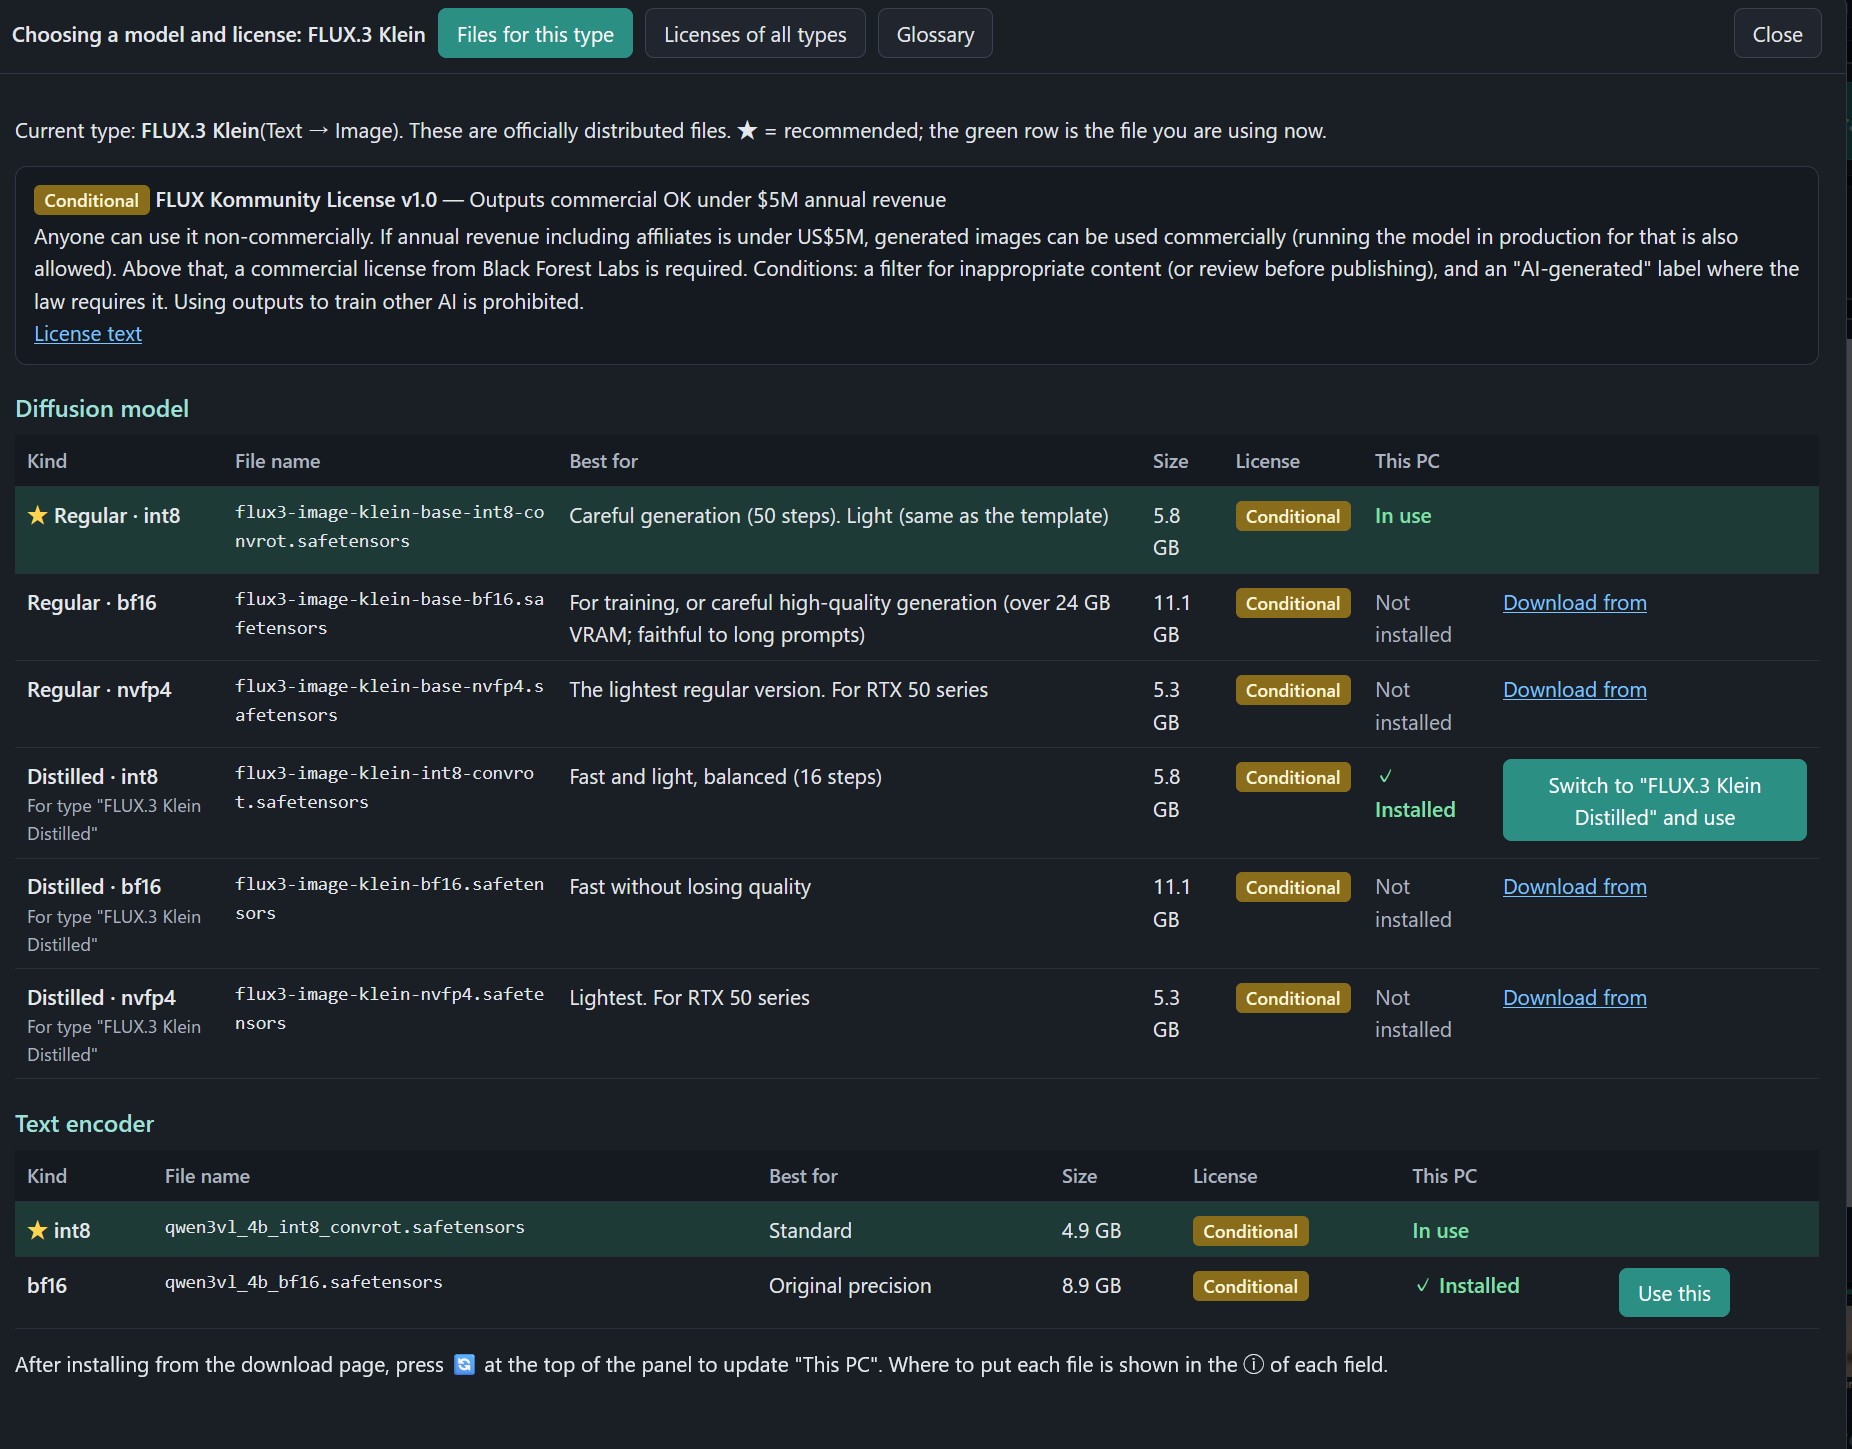 Choosing a model and license: FLUX.3 Klein
Files for this type
Licenses of all types
Glossary
Close
Current type: FLUX.3 Klein(Text → Image). These are officially distributed files. ★ = recommended; the green row is the file you are using now.
Conditional FLUX Kommunity License v1.0 — Outputs commercial OK under $5M annual revenue
Anyone can use it non-commercially. If annual revenue including affiliates is under US$5M, generated images can be used commercially (running the model in production for that is also
allowed). Above that, a commercial license from Black Forest Labs is required. Conditions: a filter for inappropriate content (or review before publishing), and an "AI-generated" label where the
law requires it. Using outputs to train other AI is prohibited.
License text
Diffusion model
Kind File name Best for Size License This PC
★ Regular · int8
flux3-image-klein-base-int8-co
nvrot.safetensors
Careful generation (50 steps). Light (same as the template)
5.8
GB
Conditional
In use
Regular · bf16
flux3-image-klein-base-bf16.sa
fetensors
For training, or careful high-quality generation (over 24 GB
VRAM; faithful to long prompts)
11.1
GB
Conditional
Not
installed
Download from
Regular · nvfp4
flux3-image-klein-base-nvfp4.s
afetensors
The lightest regular version. For RTX 50 series
5.3
GB
Conditional
Not
installed
Download from
Distilled · int8
For type "FLUX.3 Klein
Distilled"
flux3-image-klein-int8-convro
t.safetensors
Fast and light, balanced (16 steps)
5.8
GB
Conditional
✓
Installed
Switch to "FLUX.3 Klein
Distilled" and use
Distilled · bf16
For type "FLUX.3 Klein
Distilled"
flux3-image-klein-bf16.safeten
sors
Fast without losing quality
11.1
GB
Conditional
Not
installed
Download from
Distilled · nvfp4
For type "FLUX.3 Klein
Distilled"
flux3-image-klein-nvfp4.safete
nsors
Lightest. For RTX 50 series
5.3
GB
Conditional
Not
installed
Download from
Text encoder
Kind File name Best for Size License This PC
★ int8 qwen3vl_4b_int8_convrot.safetensors Standard 4.9 GB Conditional In use
bf16 qwen3vl_4b_bf16.safetensors Original precision 8.9 GB Conditional ✓ Installed Use this
After installing from the download page, press 🔄 at the top of the panel to update "This PC". Where to put each file is shown in the ⓘ of each field.